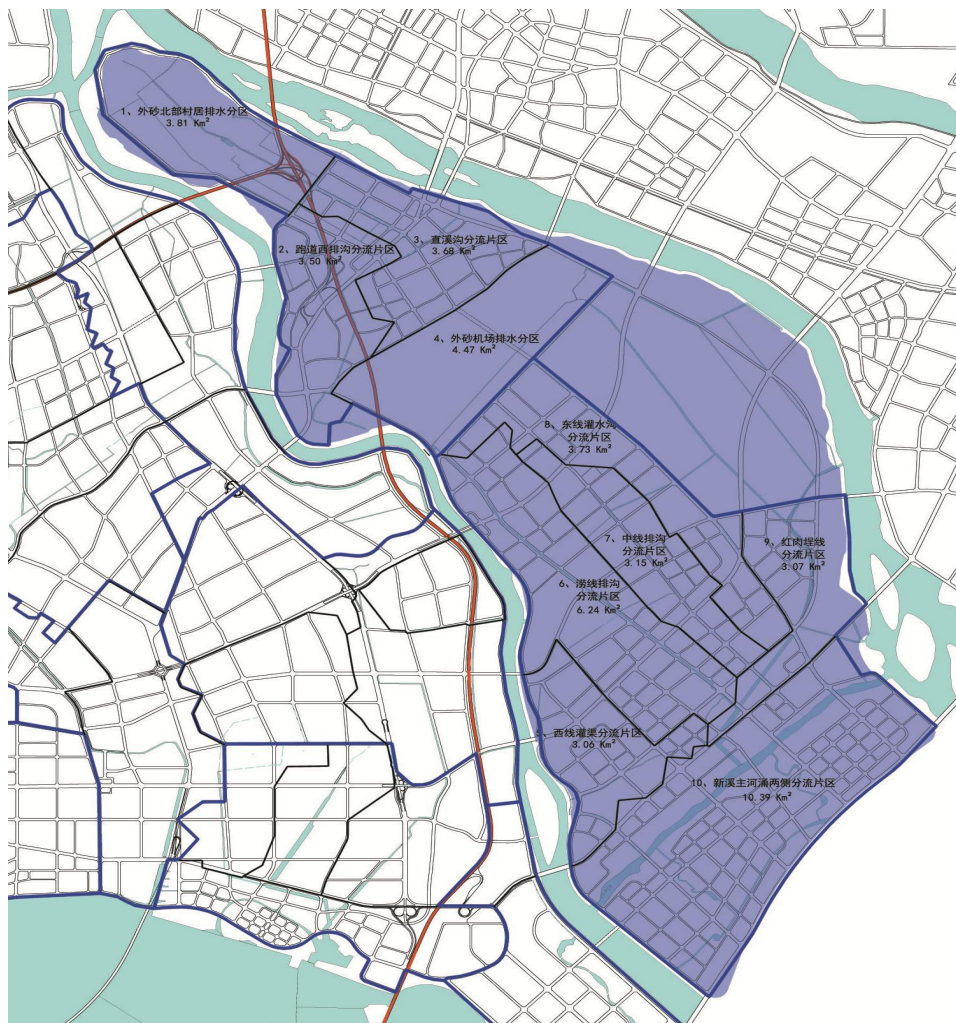 1、外砂北部村居排水分区
3.81 Km²
2、跑道西排沟分流片区
3.50 Km²
3、直溪沟分流片区
3.68 Km²
4、外砂机场排水分区
4.47 Km²
8、东线灌水沟
分流片区
3.73 Km²
7、中线排沟
分流片区
3.15 Km²
9、红肉埕线
分流片区
3.07 Km²
6、涝线排沟
分流片区
6.24 Km²
5、西线灌渠分流片区
3.06 Km²
10、新溪主河涌两侧分流片区
10.39 Km²